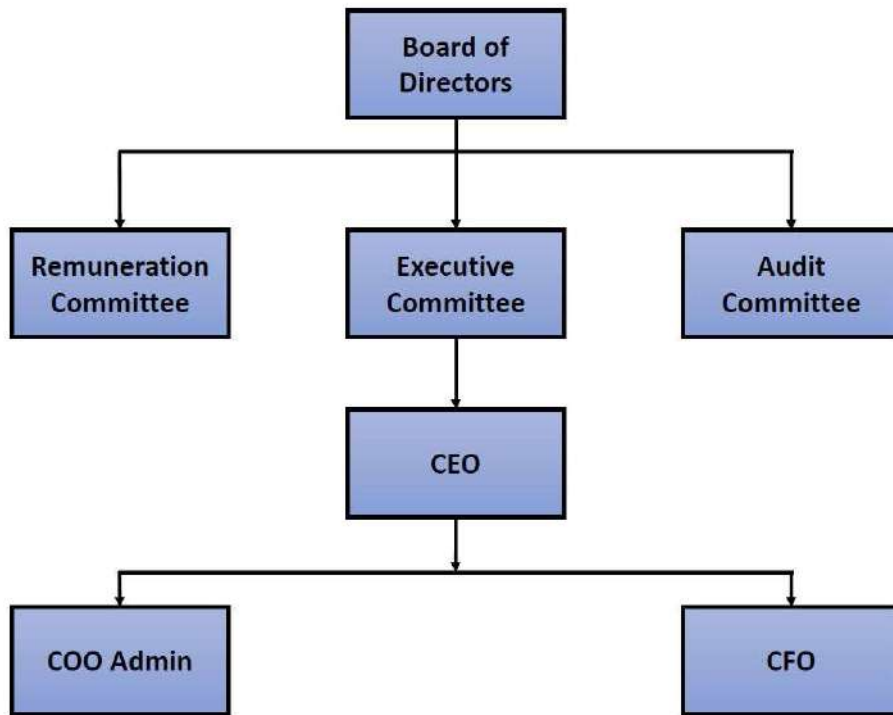 Board of
Directors
Remuneration
Committee
Executive
Committee
Audit
Committee
CEO
COO Admin
CFO